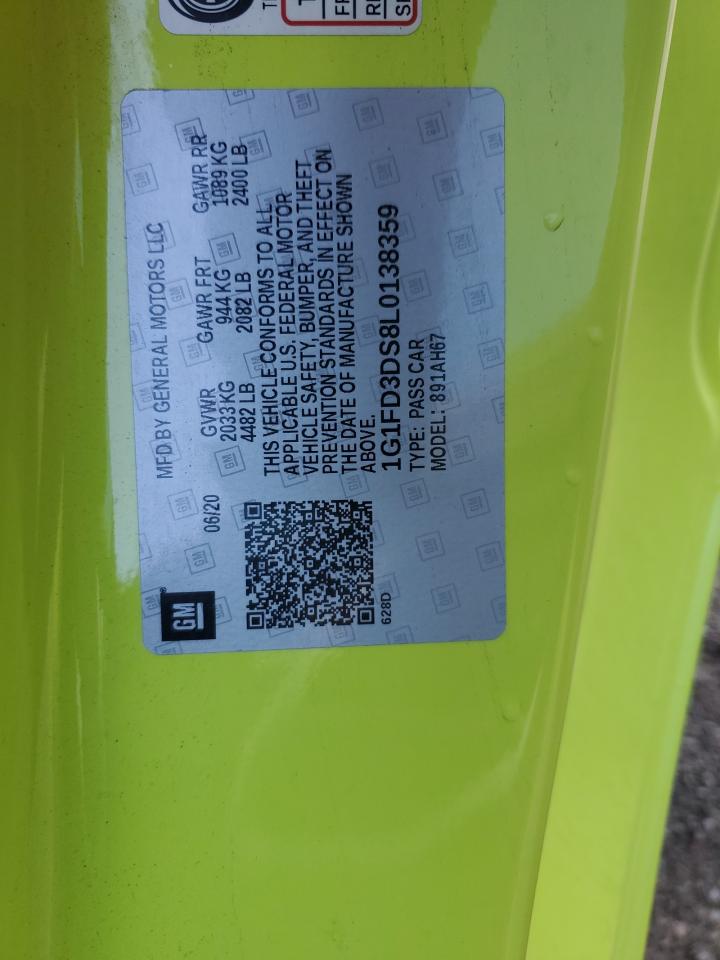 GM
MFD BY GENERAL MOTORS LLC
06/20 GVWR GAWR FRT GAWR RR
2033 KG 944 KG 1089 KG
4482 LB 2082 LB 2400 LB
THIS VEHICLE CONFORMS TO ALL
APPLICABLE U.S. FEDERAL MOTOR
VEHICLE SAFETY, BUMPER, AND THEFT
PREVENTION STANDARDS IN EFFECT ON
THE DATE OF MANUFACTURE SHOWN
ABOVE.
1G1FD3DS8L0138359
TYPE: PASS CAR
MODEL: 891AH67
628D